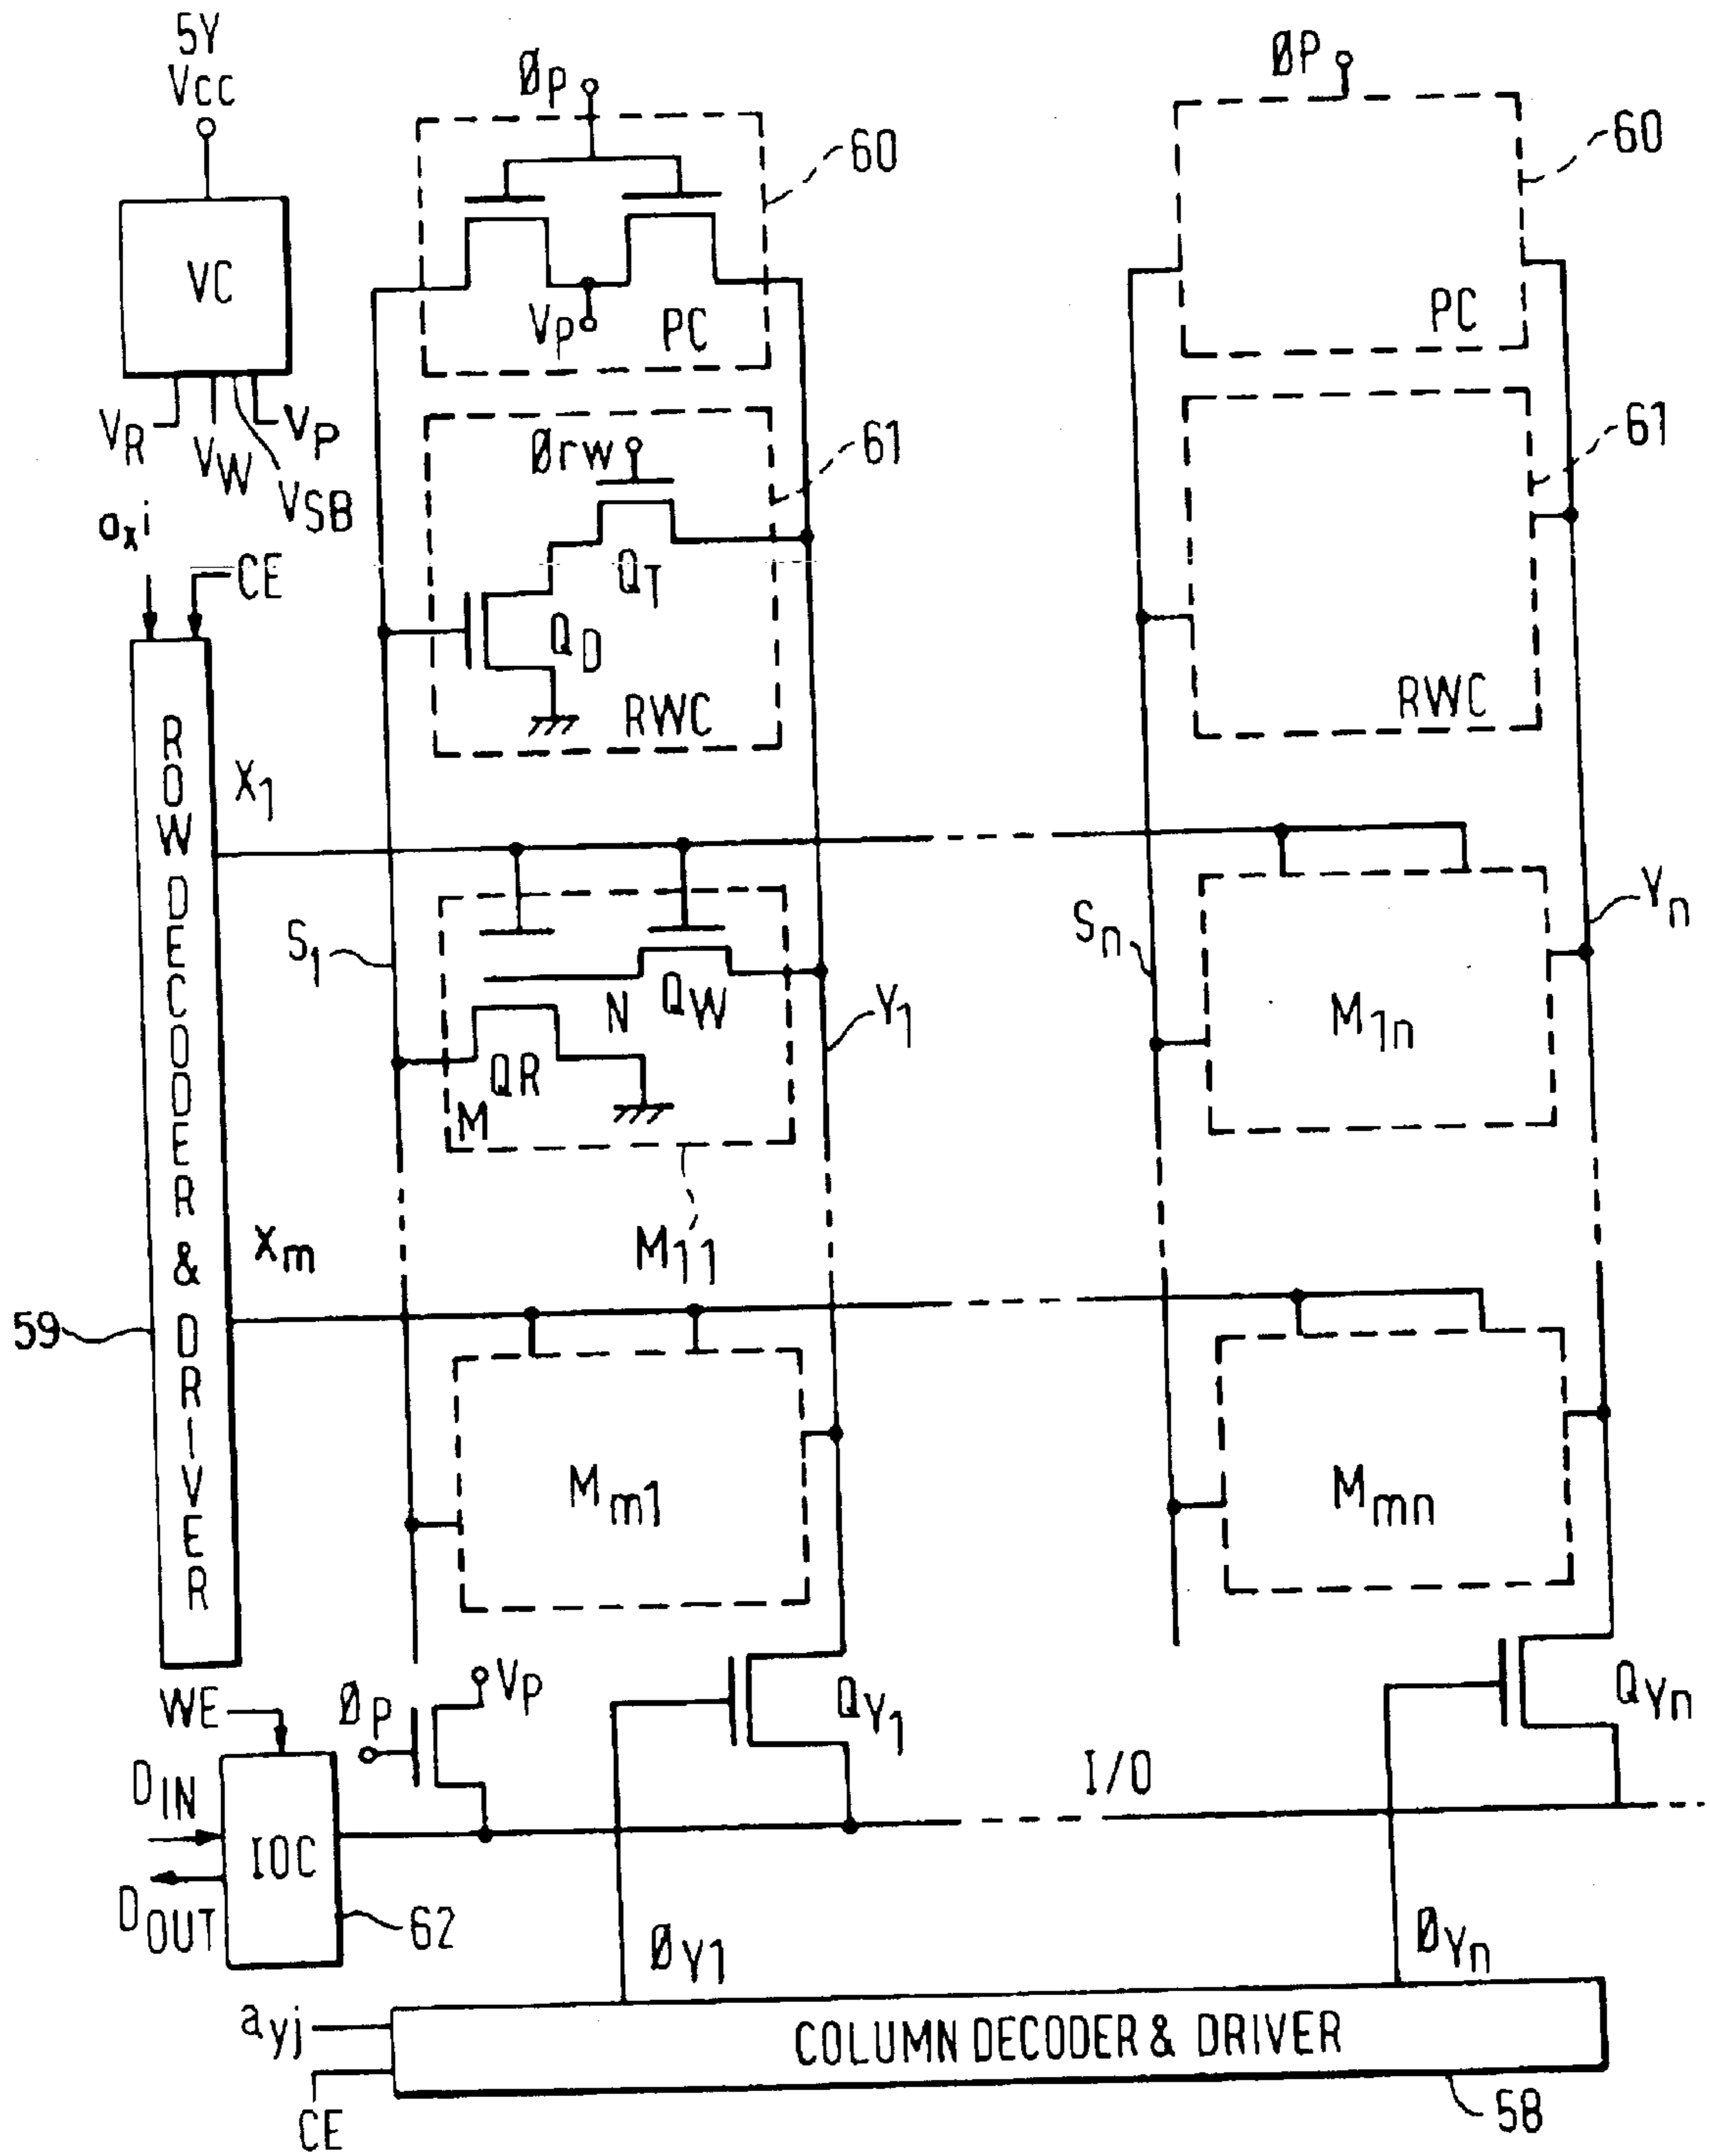 5Y
Vcc
VC
VR
VW
VSB
VP
ØP
60
VP
PC
Ørw
61
QT
QD
RWC
ØP
60
PC
61
RWC
axi
CE
ROW DECODER & DRIVER
59
X1
S1
N
QW
QR
M
Y1
M11
Sn
Yn
M1n
Xm
Mm1
Mmn
WE
ØP
VP
QY1
QYn
DIN
DOUT
IOC
62
I/O
ØY1
ØYn
ayj
CE
COLUMN DECODER & DRIVER
58